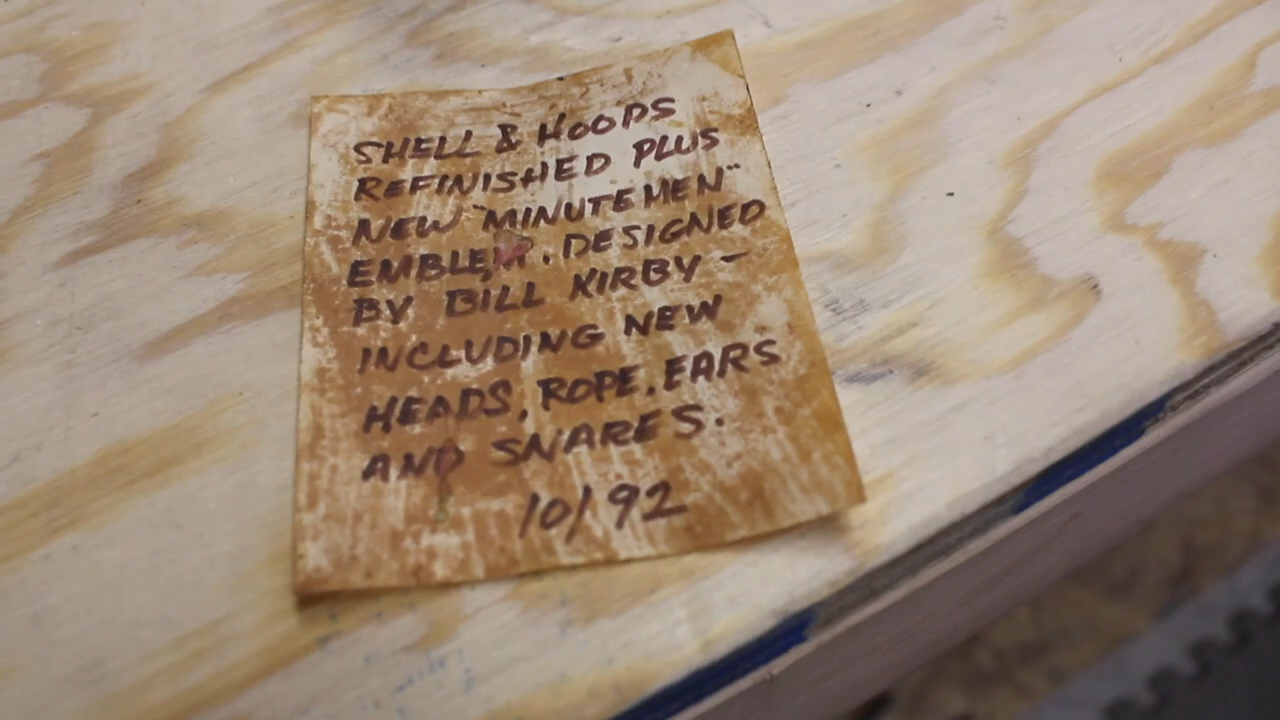 SHELL & HOODS
REFINISHED PLUS
NEW "MINUTEMEN"
EMBLEM. DESIGNED
BY BILL KIRBY -
INCLUDING NEW
HEADS, ROPE, EARS
AND SNARES.
10/92